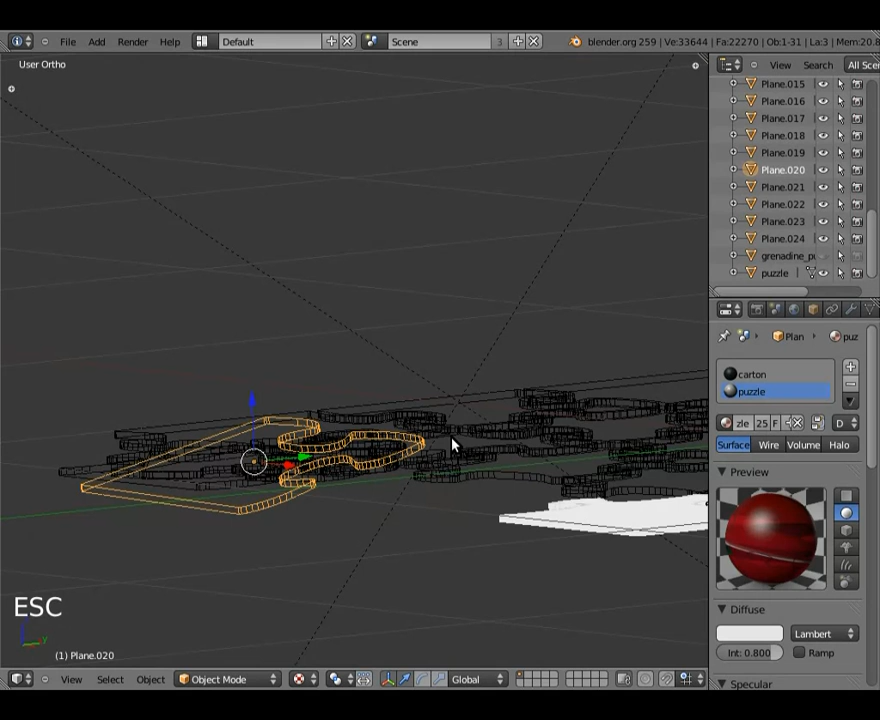 File Add Render Help Default Scene 3 blender.org 259 | Ve:33644 | Fa:22270 | Ob:1-31 | La:3 | Mem:20.8
User Ortho
View Search All Sce
Plane.015
Plane.016
Plane.017
Plane.018
Plane.019
Plane.020
Plane.021
Plane.022
Plane.023
Plane.024
grenadine_p
puzzle
Plan puz
carton
puzzle
zle 25 F D
Surface Wire Volume Halo
Preview
Diffuse
Lambert
Int: 0.800 Ramp
Specular
ESC
y
(1) Plane.020
View Select Object Object Mode Global